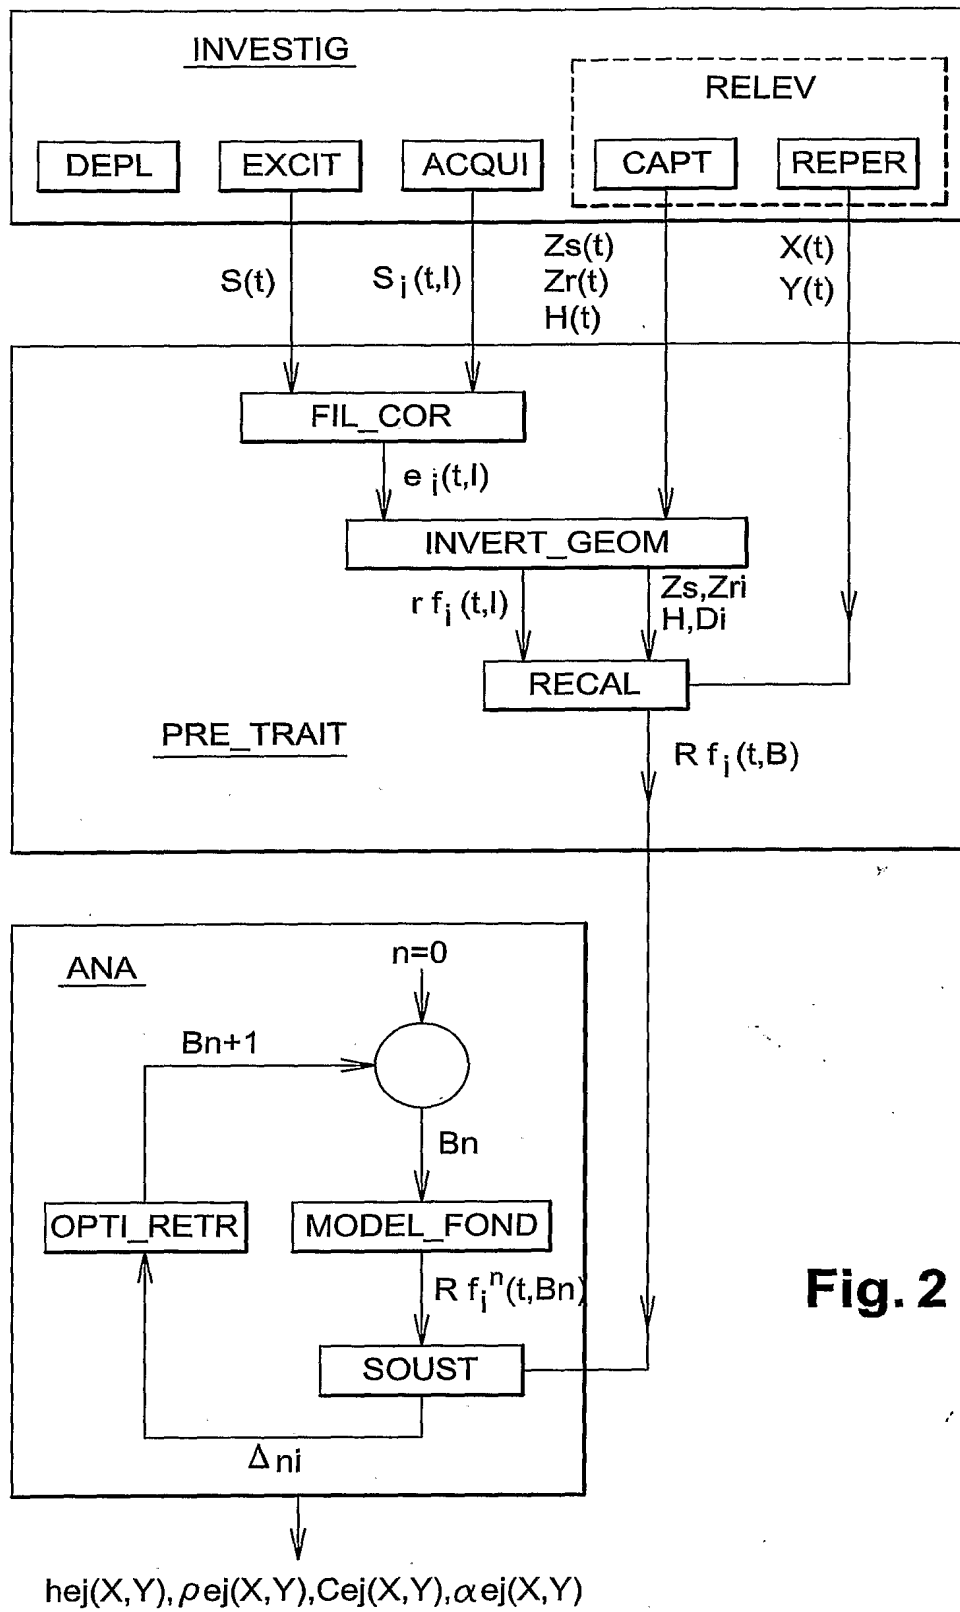 INVESTIG
RELEV
DEPL
EXCIT
ACQUI
CAPT
REPER
S(t)
S i (t,l)
Zs(t)
Zr(t)
H(t)
X(t)
Y(t)
FIL_COR
e i (t,l)
INVERT_GEOM
r f i (t,l)
Zs,Zri
H,Di
RECAL
PRE_TRAIT
R f i (t,B)
ANA
n=0
Bn+1
Bn
OPTI_RETR
MODEL_FOND
R f i n (t,Bn)
Fig. 2
SOUST
Δ ni
hej(X,Y), ρej(X,Y),Cej(X,Y),αej(X,Y)